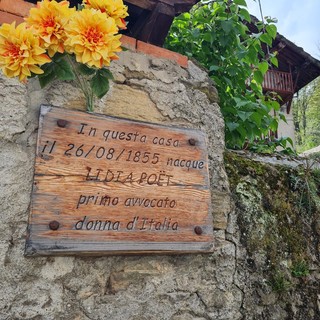 In questa casa
il 26/08/1855 nacque
LIDIA POËT
primo avvocato
donna d'Italia